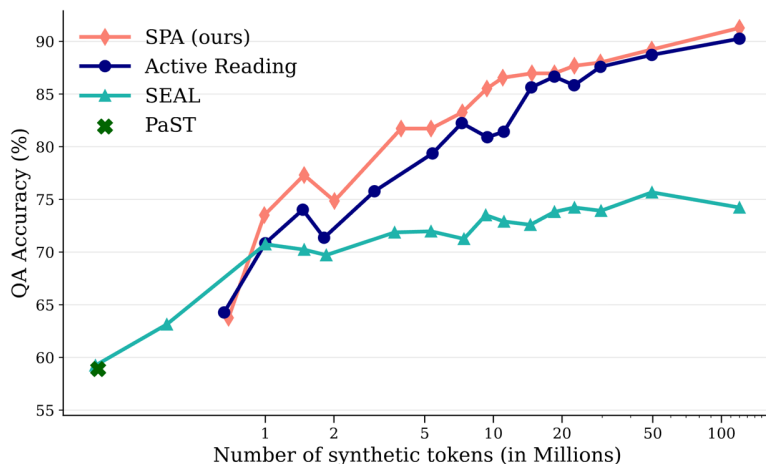 SPA (ours)
Active Reading
SEAL
PaST
QA Accuracy (%)
90
85
80
75
70
65
60
55
1 2 5 10 20 50 100
Number of synthetic tokens (in Millions)